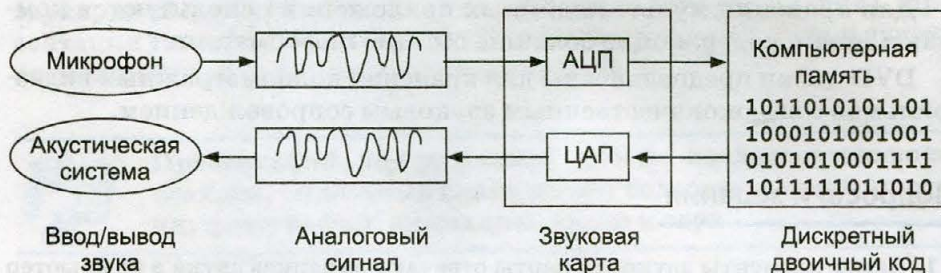 Микрофон
АЦП
Компьютерная
память
1011010101101
1000101001001
0101010001111
1011111011010
Акустическая
система
ЦАП
Ввод/вывод
звука
Аналоговый
сигнал
Звуковая
карта
Дискретный
двоичный код